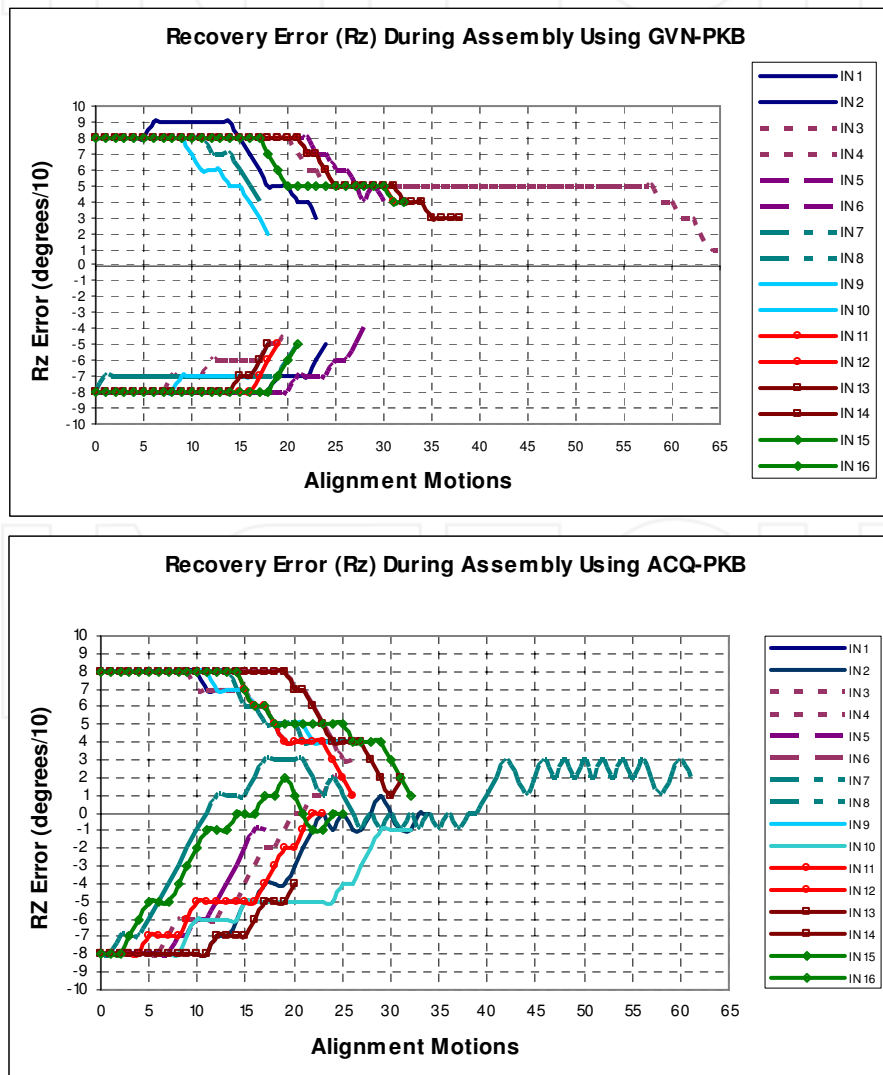 Recovery Error (Rz) During Assembly Using GVN-PKB
Rz Error (degrees/10)
10
9
8
7
6
5
4
3
2
1
0
-1
-2
-3
-4
-5
-6
-7
-8
-9
-10
0 5 10 15 20 25 30 35 40 45 50 55 60 65
Alignment Motions
IN 1
IN 2
IN 3
IN 4
IN 5
IN 6
IN 7
IN 8
IN 9
IN 10
IN 11
IN 12
IN 13
IN 14
IN 15
IN 16
Recovery Error (Rz) During Assembly Using ACQ-PKB
RZ Error (degrees/10)
10
9
8
7
6
5
4
3
2
1
0
-1
-2
-3
-4
-5
-6
-7
-8
-9
-10
0 5 10 15 20 25 30 35 40 45 50 55 60 65
Alignment Motions
IN 1
IN 2
IN 3
IN 4
IN 5
IN 6
IN 7
IN 8
IN 9
IN 10
IN 11
IN 12
IN 13
IN 14
IN 15
IN 16